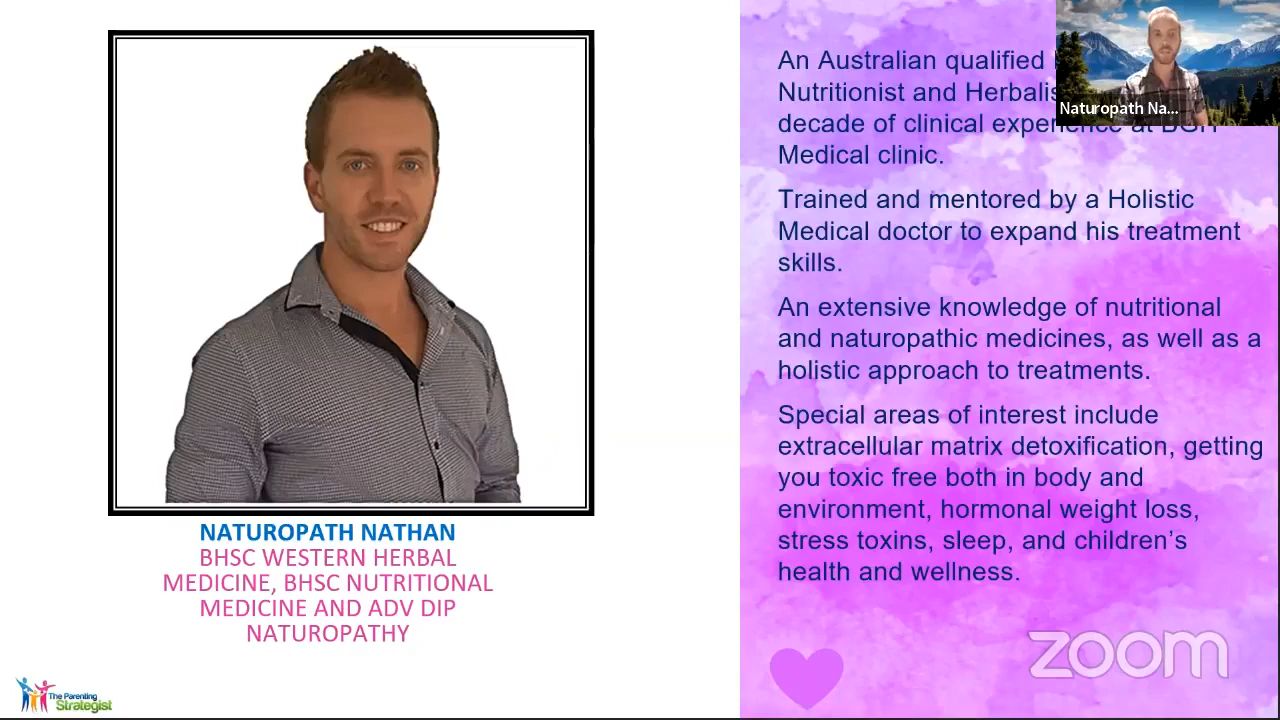 NATUROPATH NATHAN
BHSC WESTERN HERBAL
MEDICINE, BHSC NUTRITIONAL
MEDICINE AND ADV DIP
NATUROPATHY
The Parenting
Strategist
An Australian qualified
Nutritionist and Herbalis
decade of clinical experience at BGH
Medical clinic.
Trained and mentored by a Holistic
Medical doctor to expand his treatment
skills.
An extensive knowledge of nutritional
and naturopathic medicines, as well as a
holistic approach to treatments.
Special areas of interest include
extracellular matrix detoxification, getting
you toxic free both in body and
environment, hormonal weight loss,
stress toxins, sleep, and children’s
health and wellness.
Naturopath Na...
zoom